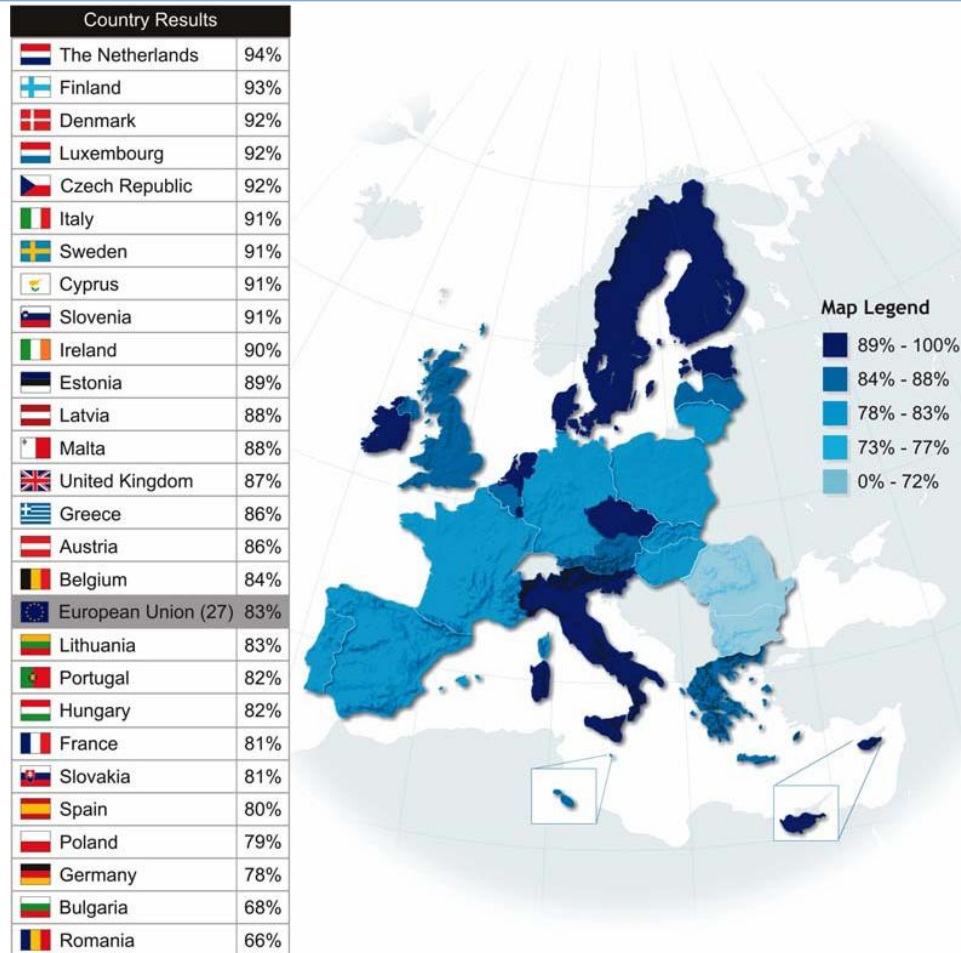 Country Results
The Netherlands 94%
Finland 93%
Denmark 92%
Luxembourg 92%
Czech Republic 92%
Italy 91%
Sweden 91%
Cyprus 91%
Slovenia 91%
Ireland 90%
Estonia 89%
Latvia 88%
Malta 88%
United Kingdom 87%
Greece 86%
Austria 86%
Belgium 84%
European Union (27) 83%
Lithuania 83%
Portugal 82%
Hungary 82%
France 81%
Slovakia 81%
Spain 80%
Poland 79%
Germany 78%
Bulgaria 68%
Romania 66%
Map Legend
89% - 100%
84% - 88%
78% - 83%
73% - 77%
0% - 72%